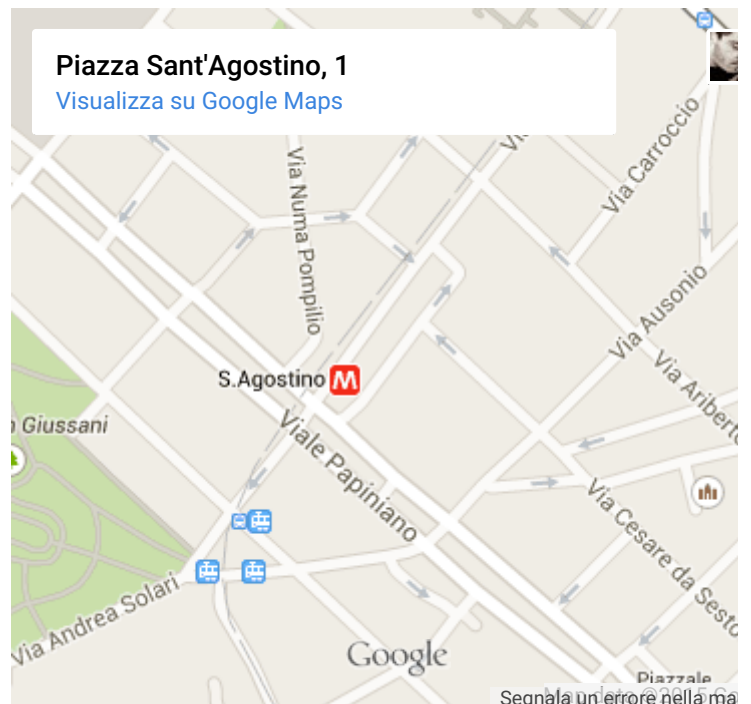 Piazza Sant'Agostino, 1
Visualizza su Google Maps
Via Carroccio
Via Numa Pompilio
Via Ausonio
Via Ariberto
S.Agostino M
Giussani
Viale Papiniano
Via Cesare da Sesto
Via Andrea Solari
Google
Piazzale
Segnala un errore nella ma